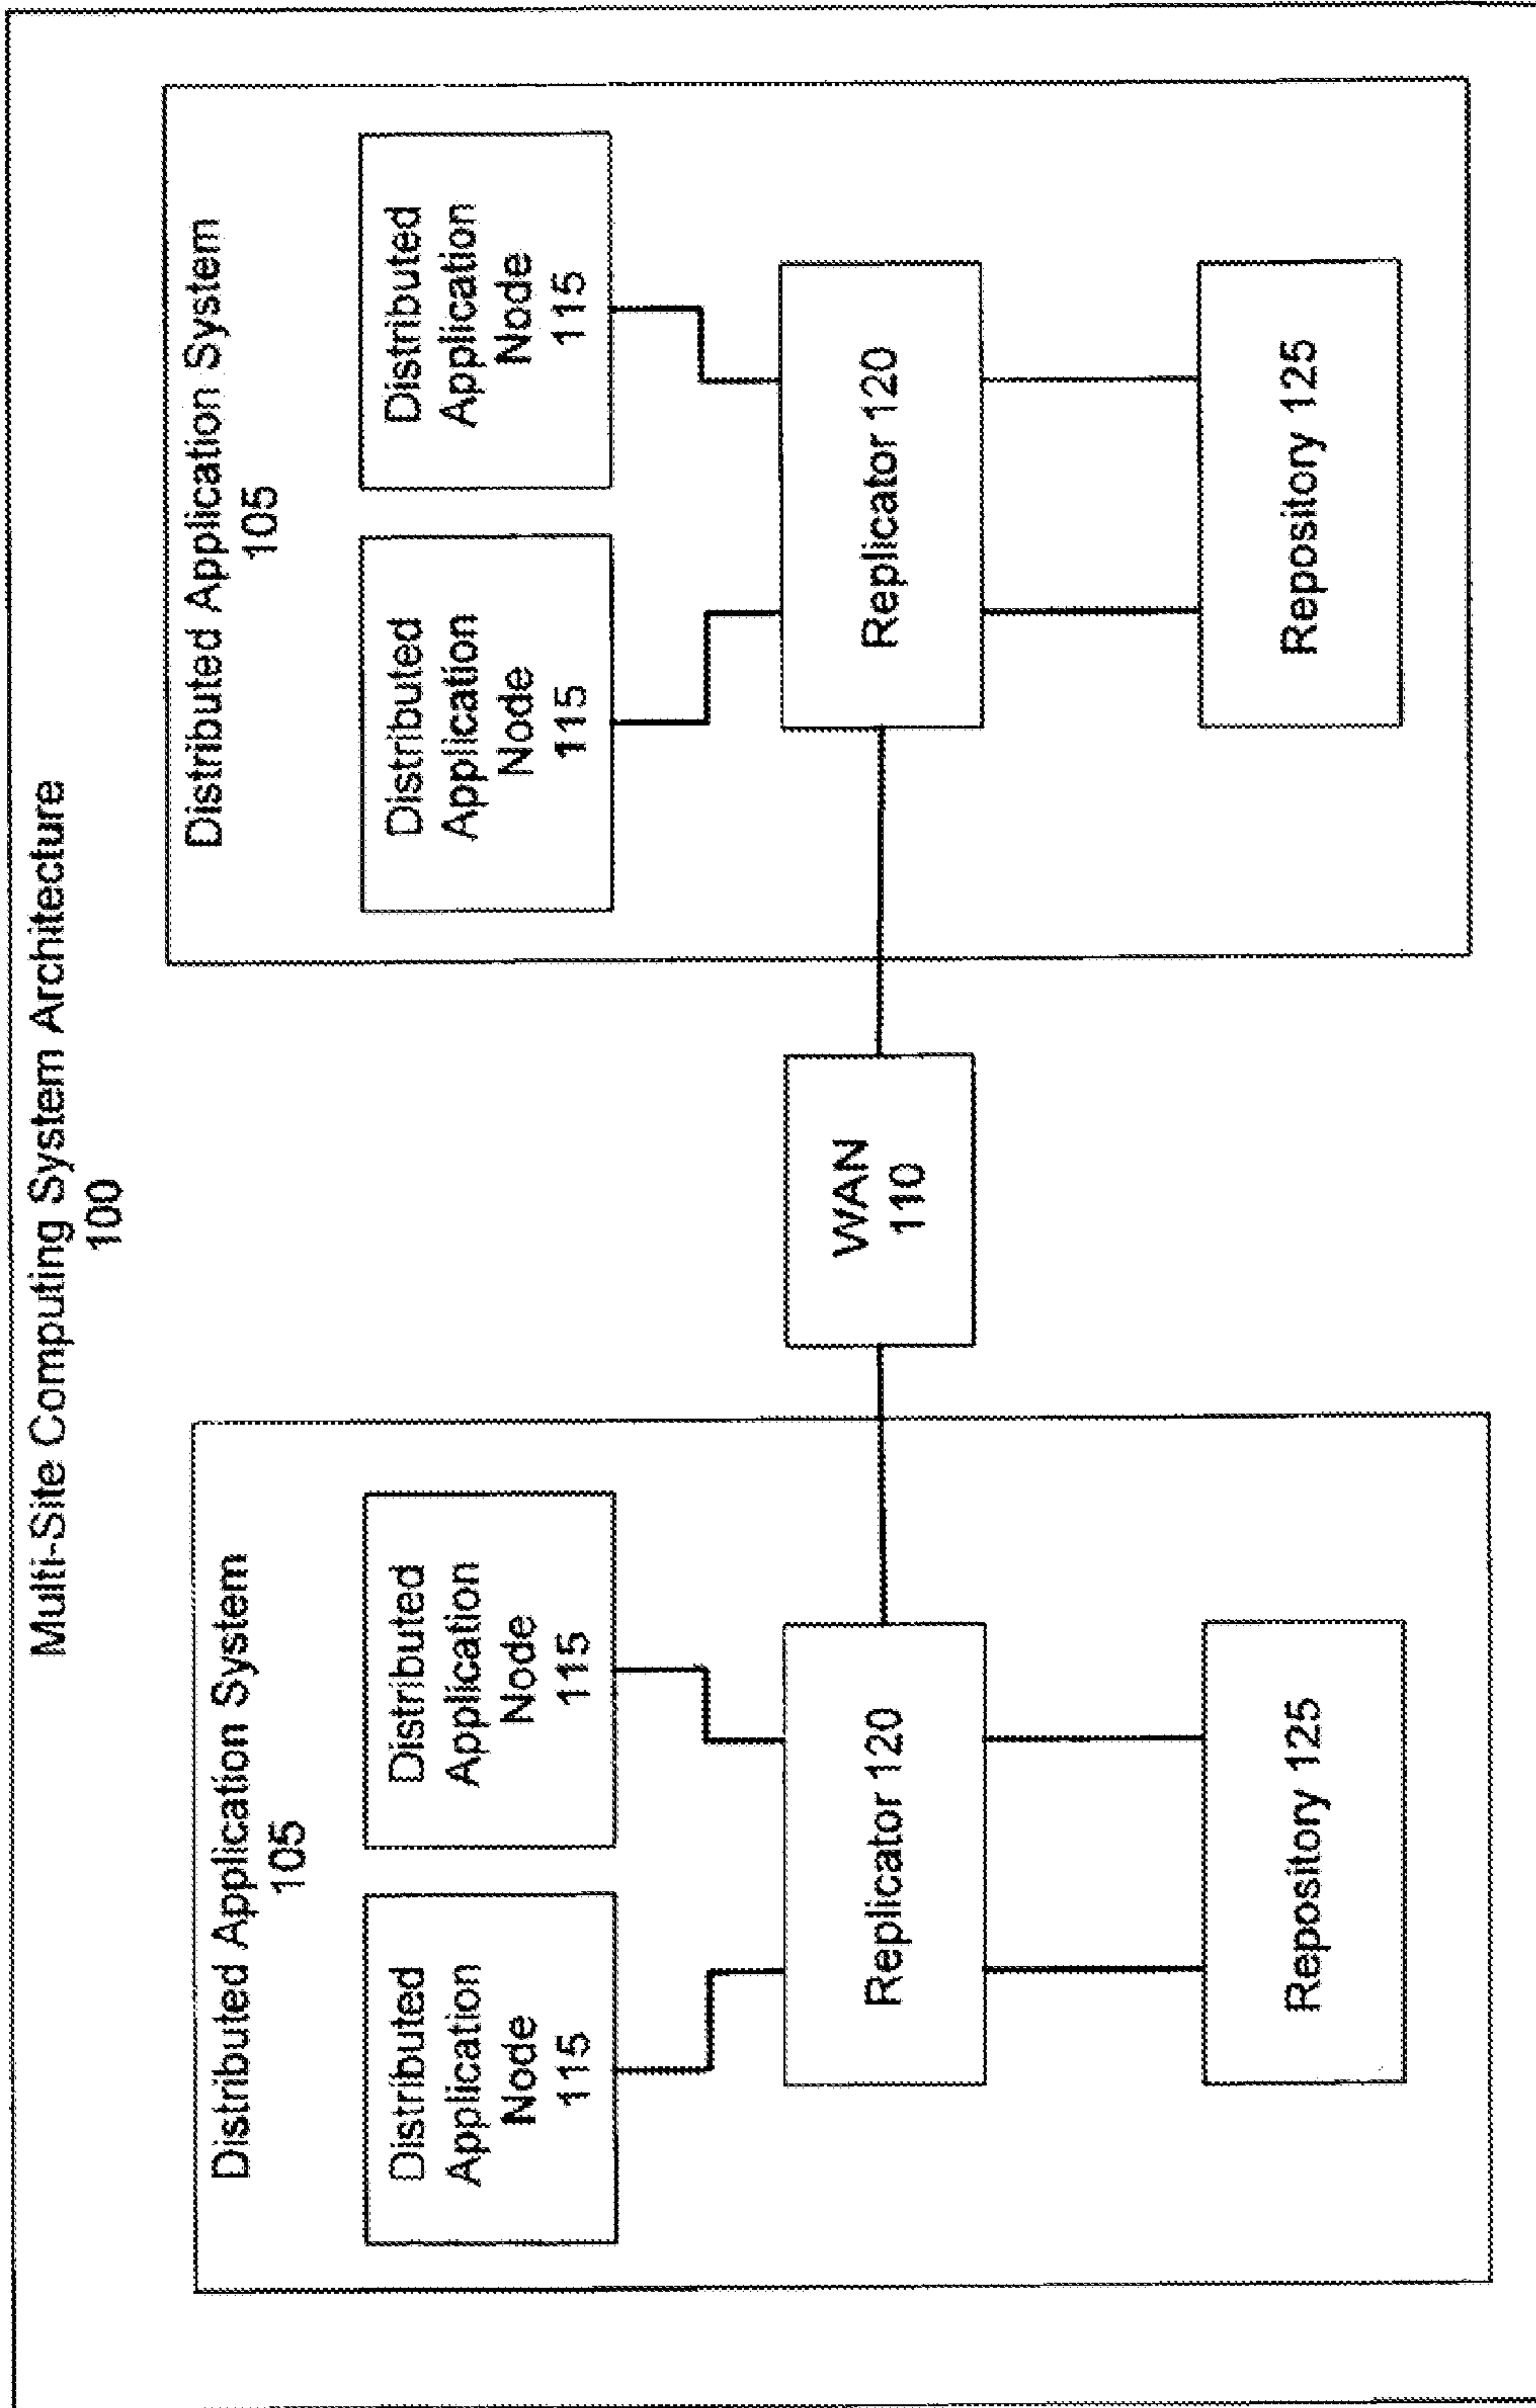 Multi-Site Computing System Architecture
100
Distributed Application System
105
Distributed
Application
Node
115
Distributed
Application
Node
115
Replicator 120
Repository 125
WAN
110
Distributed Application System
105
Distributed
Application
Node
115
Distributed
Application
Node
115
Replicator 120
Repository 125